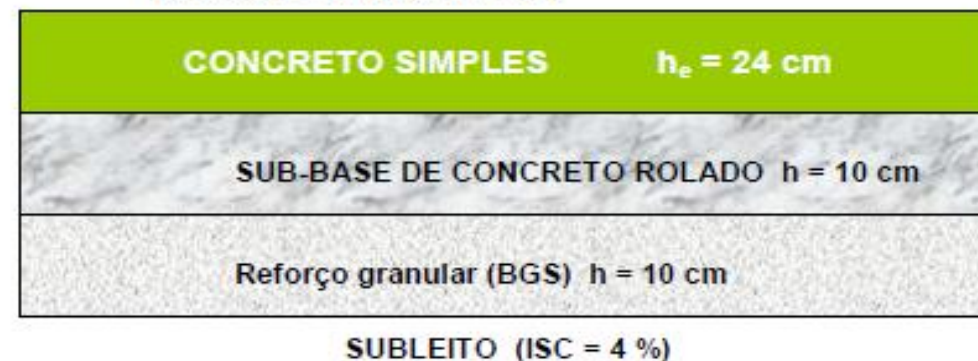 CONCRETO SIMPLES hₑ = 24 cm
SUB-BASE DE CONCRETO ROLADO h = 10 cm
Reforço granular (BGS) h = 10 cm
SUBLEITO (ISC = 4 %)